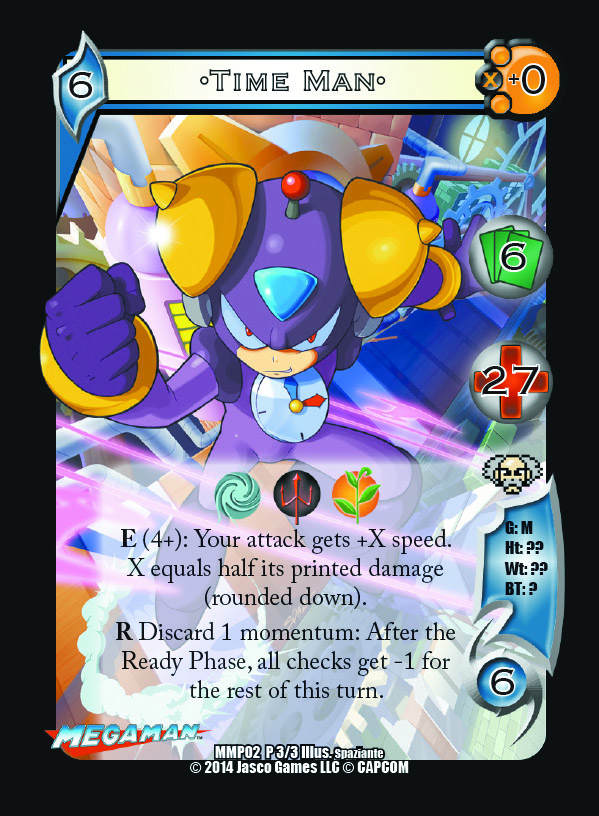 6
•TIME MAN•
X +0
6
27
G: M
Ht: ??
Wt: ??
BT: ?
E (4+): Your attack gets +X speed.
X equals half its printed damage
(rounded down).
R Discard 1 momentum: After the
Ready Phase, all checks get -1 for
the rest of this turn.
6
MEGAMAN™
MMP02 P 3/3 Illus. Spaziante
© 2014 Jasco Games LLC © CAPCOM